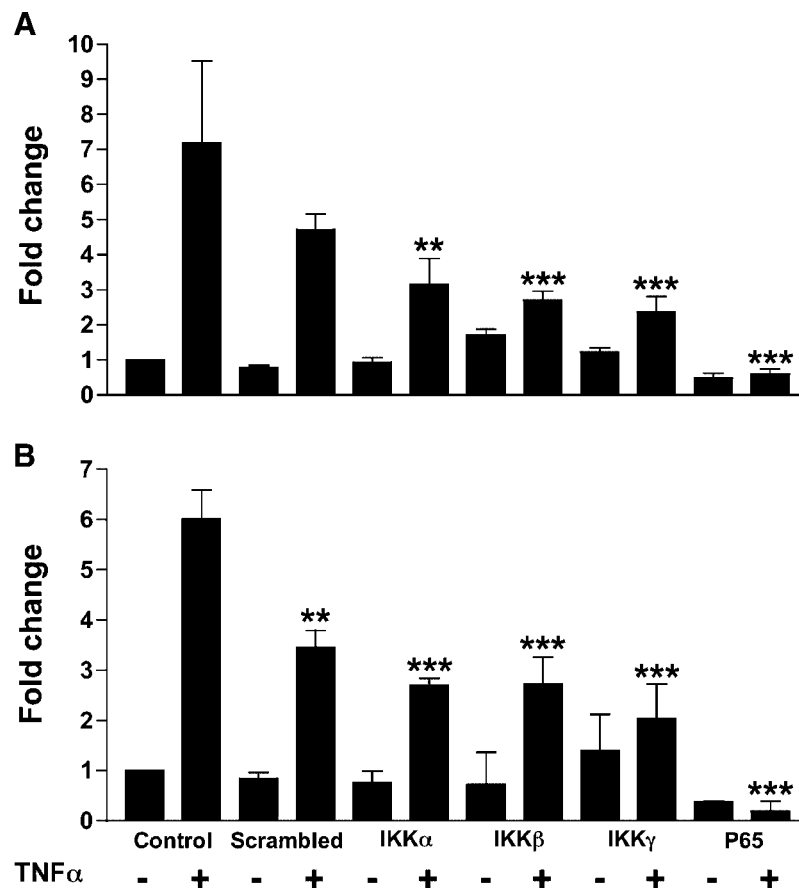 A
Fold change
10
9
8
7
6
5
4
3
2
1
0
** *** *** ***
B
Fold change
7
6
5
4
3
2
1
0
** *** *** *** ***
Control Scrambled IKKα IKKβ IKKγ P65
TNFα - + - + - + - + - + - +